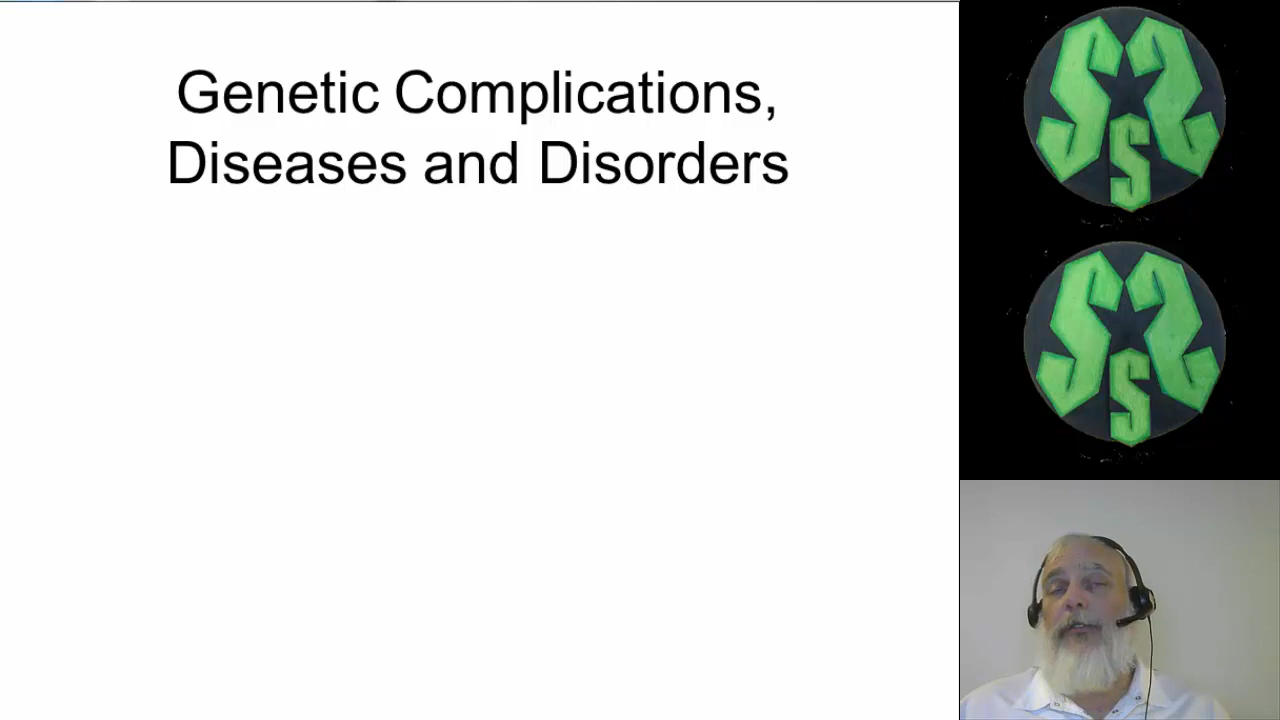 Genetic Complications,
Diseases and Disorders
S S
S
S S
S